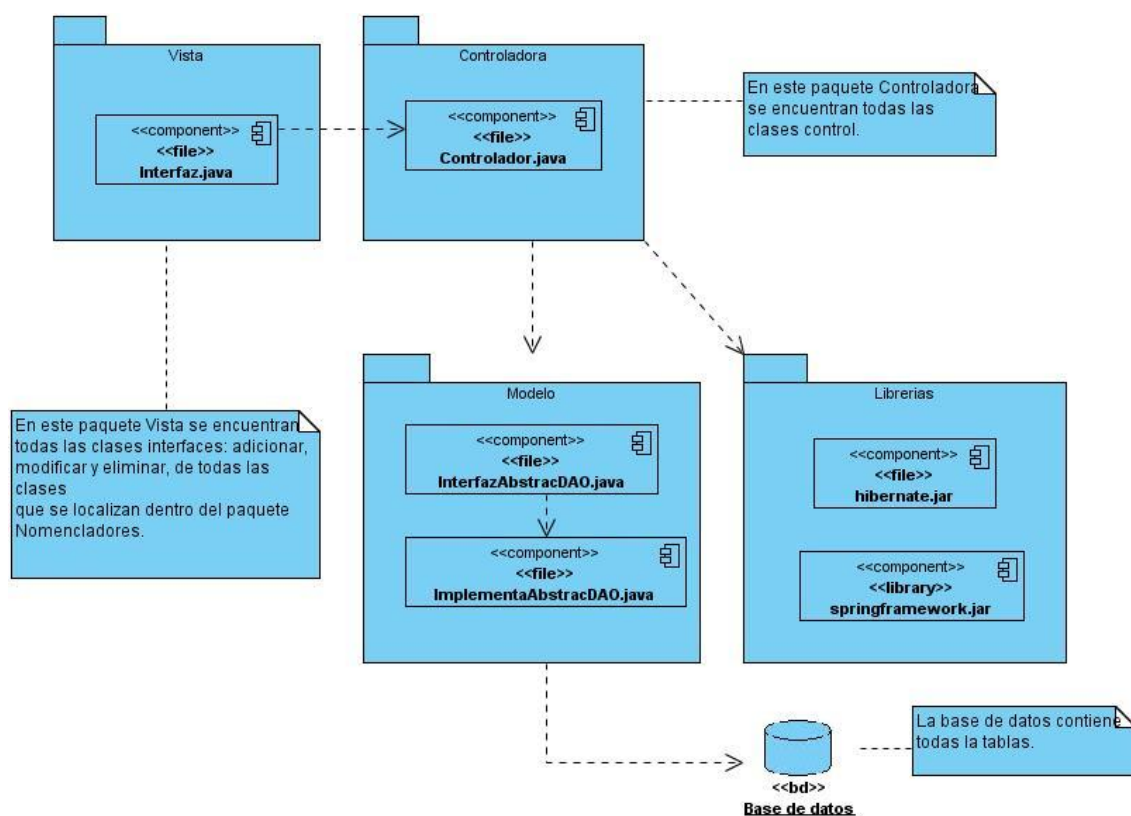 Vista
<<component>>
<<file>>
Interfaz.java
Controladora
<<component>>
<<file>>
Controlador.java
En este paquete Controladora
se encuentran todas las
clases control.
En este paquete Vista se encuentran
todas las clases interfaces: adicionar,
modificar y eliminar, de todas las
clases
que se localizan dentro del paquete
Nomencladores.
Modelo
<<component>>
<<file>>
InterfazAbstracDAO.java
<<component>>
<<file>>
ImplementaAbstracDAO.java
Librerias
<<component>>
<<file>>
hibernate.jar
<<component>>
<<library>>
springframework.jar
<<bd>>
Base de datos
La base de datos contiene
todas la tablas.